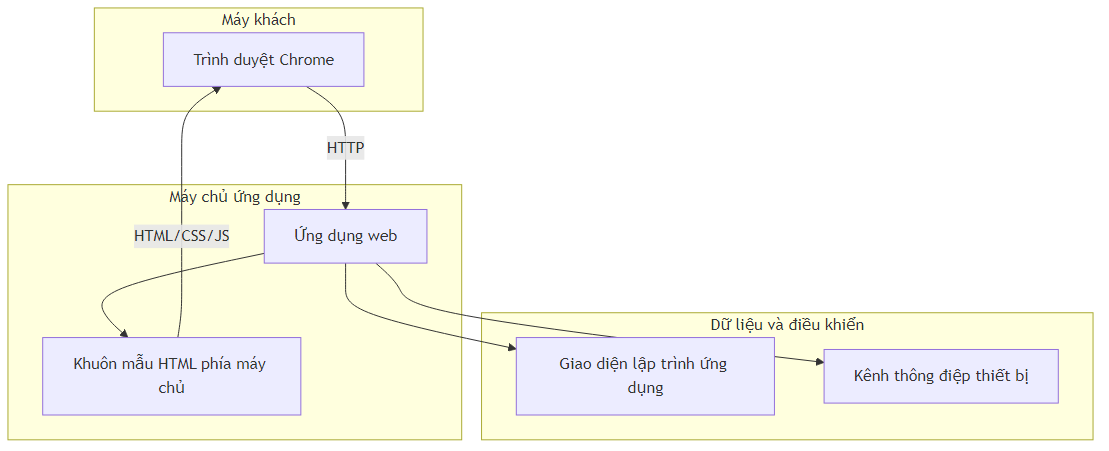 Máy khách
Trình duyệt Chrome
HTTP
Máy chủ ứng dụng
HTML/CSS/JS
Ứng dụng web
Khuôn mẫu HTML phía máy
chủ
Dữ liệu và điều khiển
Giao diện lập trình ứng
dụng
Kênh thông điệp thiết bị